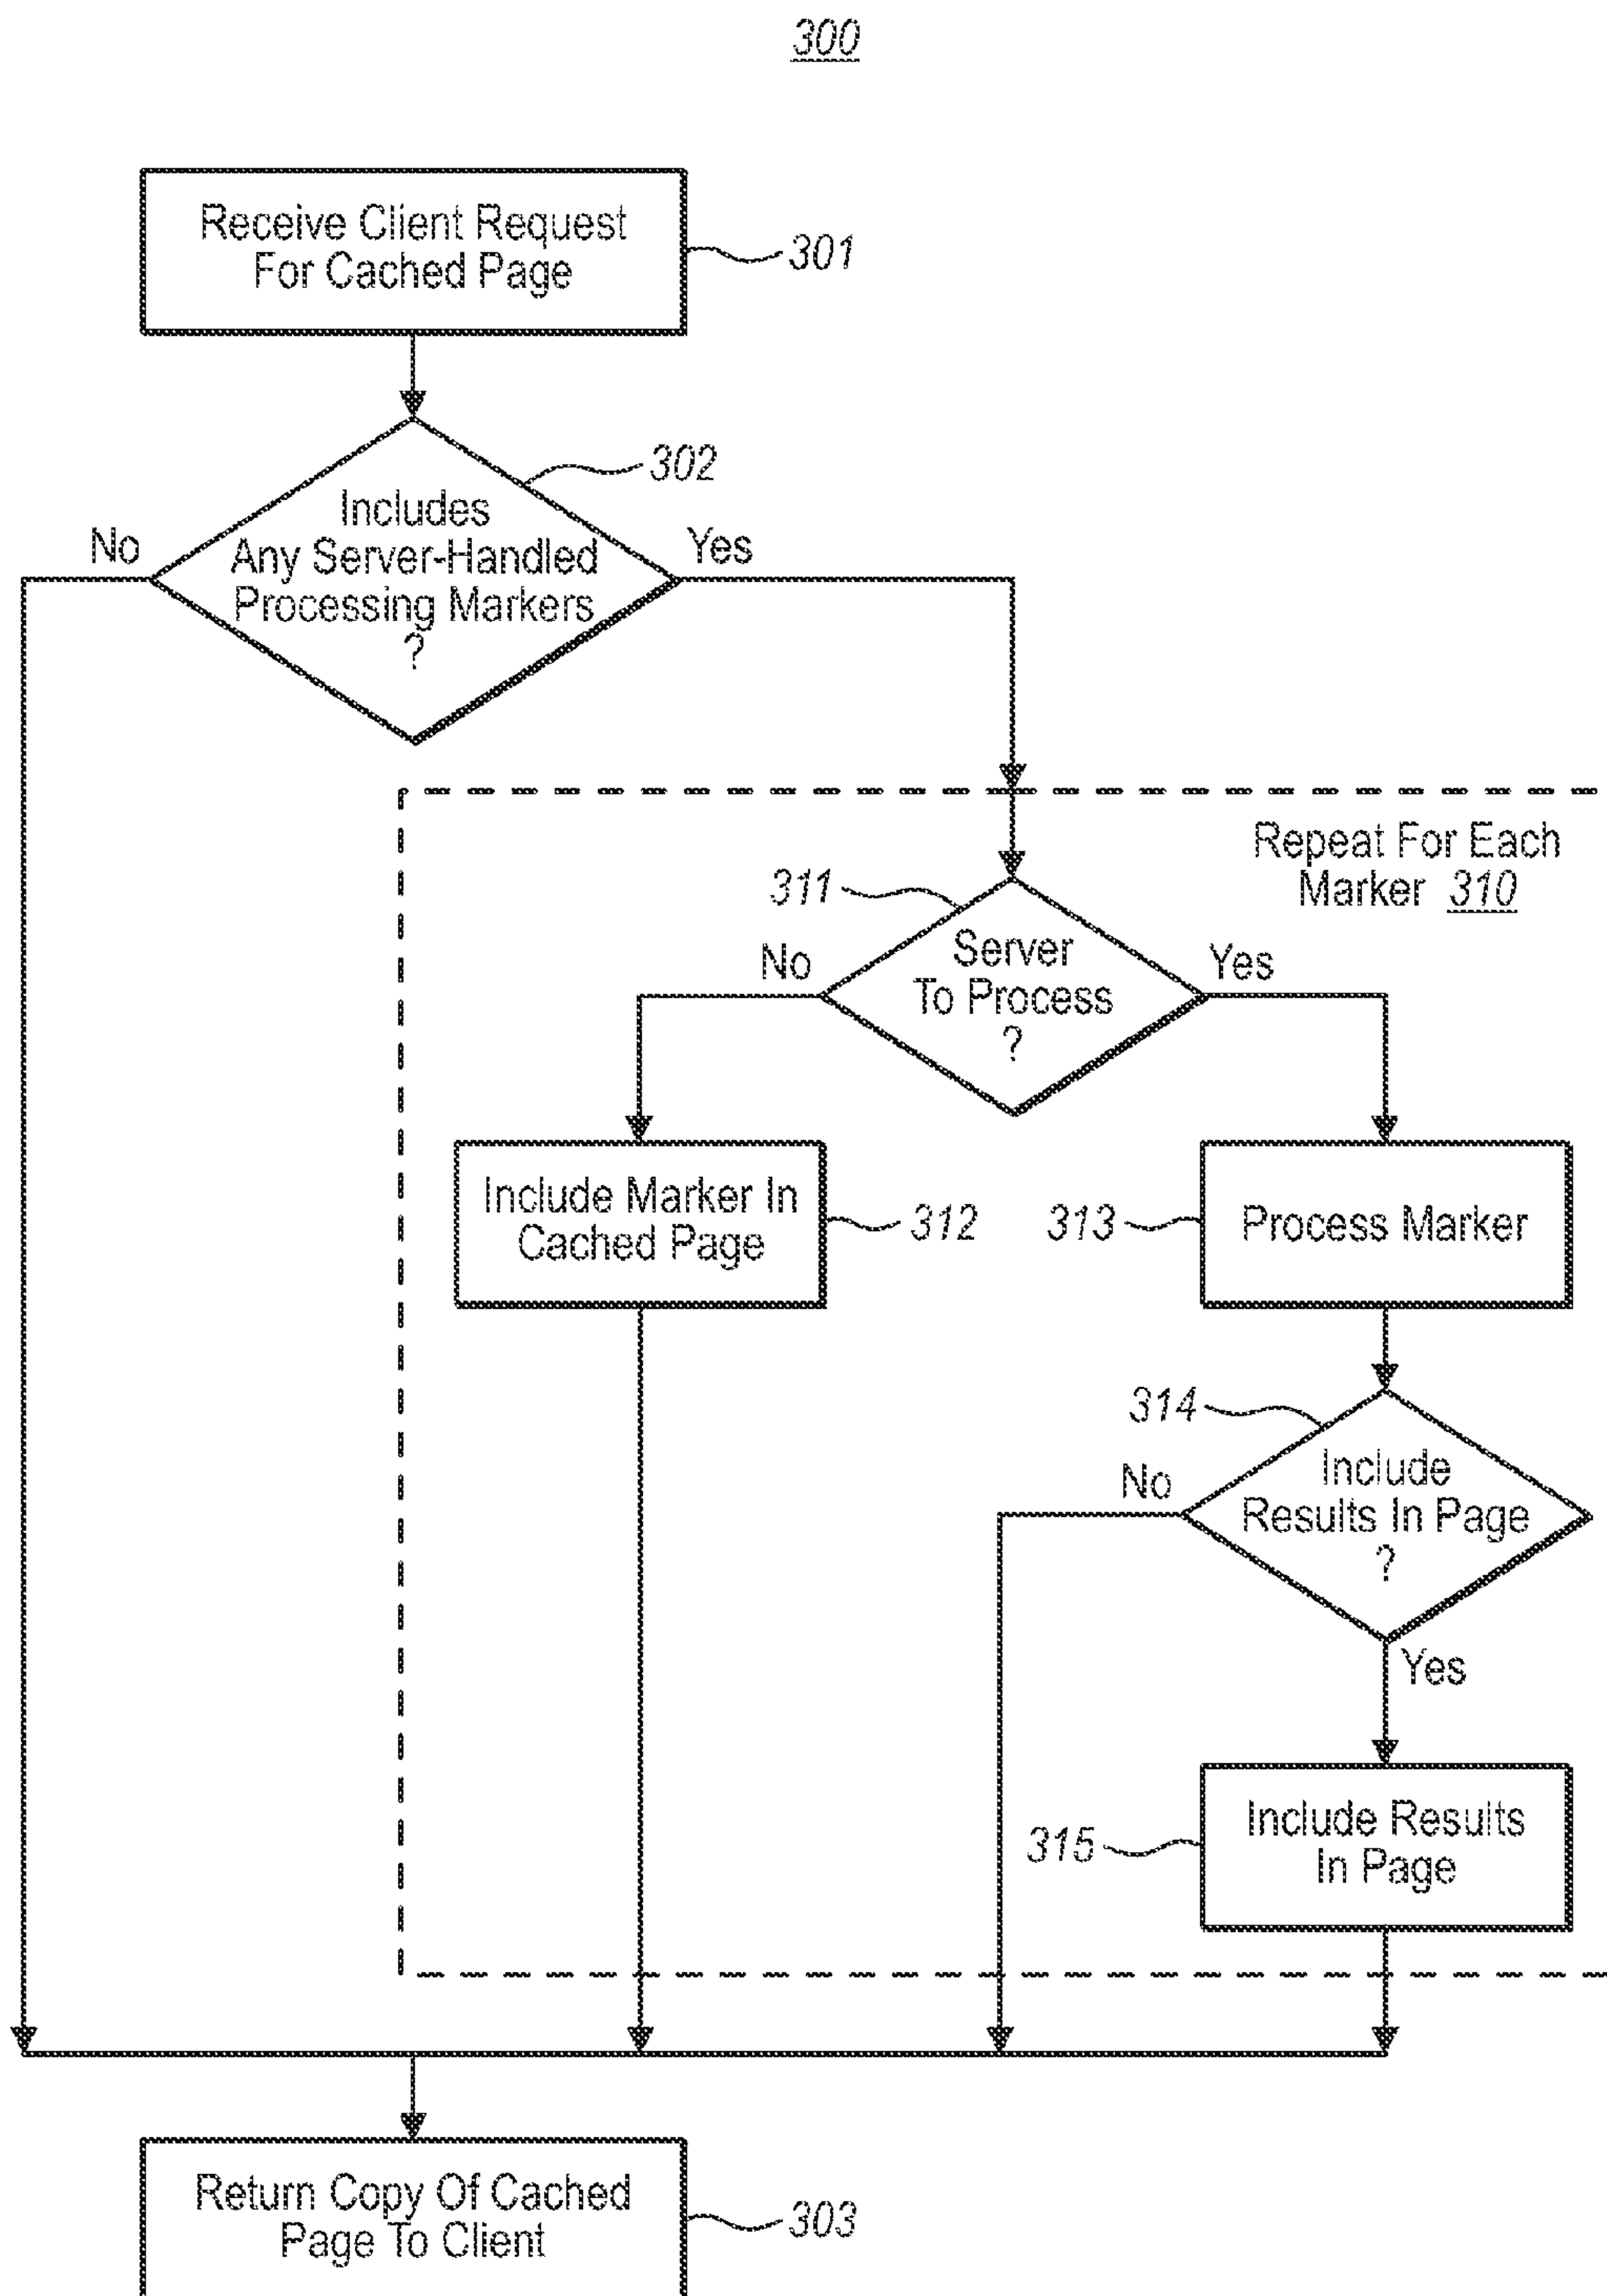 300
Receive Client Request
For Cached Page
301
302
Includes
Any Server-Handled
Processing Markers
?
No
Yes
Repeat For Each
Marker 310
311
Server
To Process
?
No
Yes
Include Marker In
Cached Page
312
313
Process Marker
314
Include
Results In Page
?
No
Yes
Include Results
In Page
315
Return Copy Of Cached
Page To Client
303